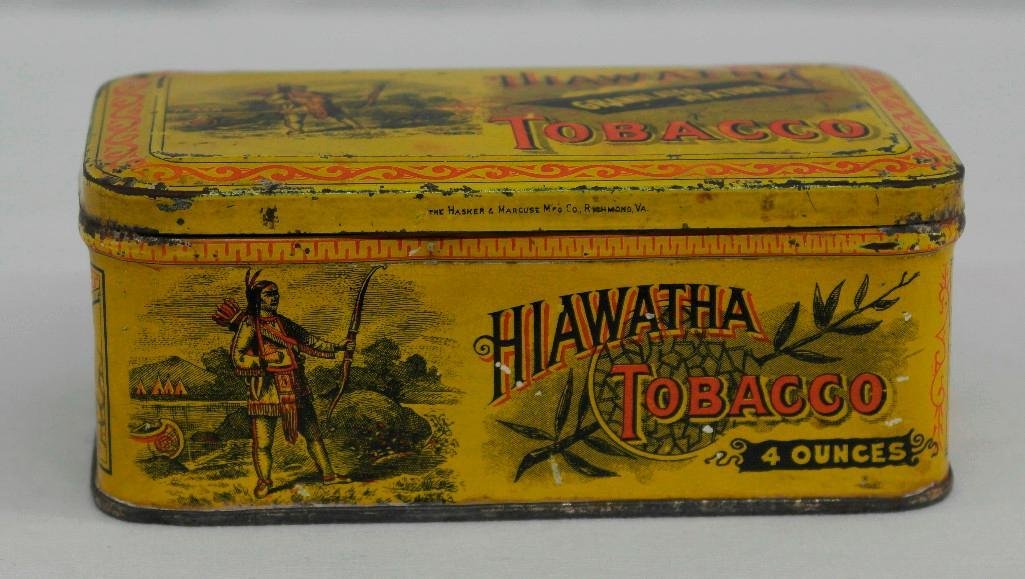 HIAWATHA
TOBACCO
THE HASKER & MARCUSE MFG CO, RICHMOND, VA.
HIAWATHA
TOBACCO
4 OUNCES